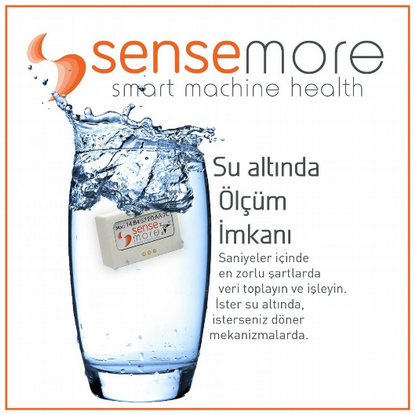 sensemore
smart machine health
Su altında
Ölçüm
İmkanı
Saniyeler içinde
en zorlu şartlarda
veri toplayın ve işleyin.
İster su altında,
isterseniz döner
mekanizmalarda.
sense
more